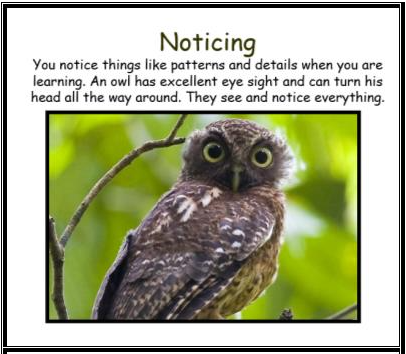 Noticing
You notice things like patterns and details when you are
learning. An owl has excellent eye sight and can turn his
head all the way around. They see and notice everything.